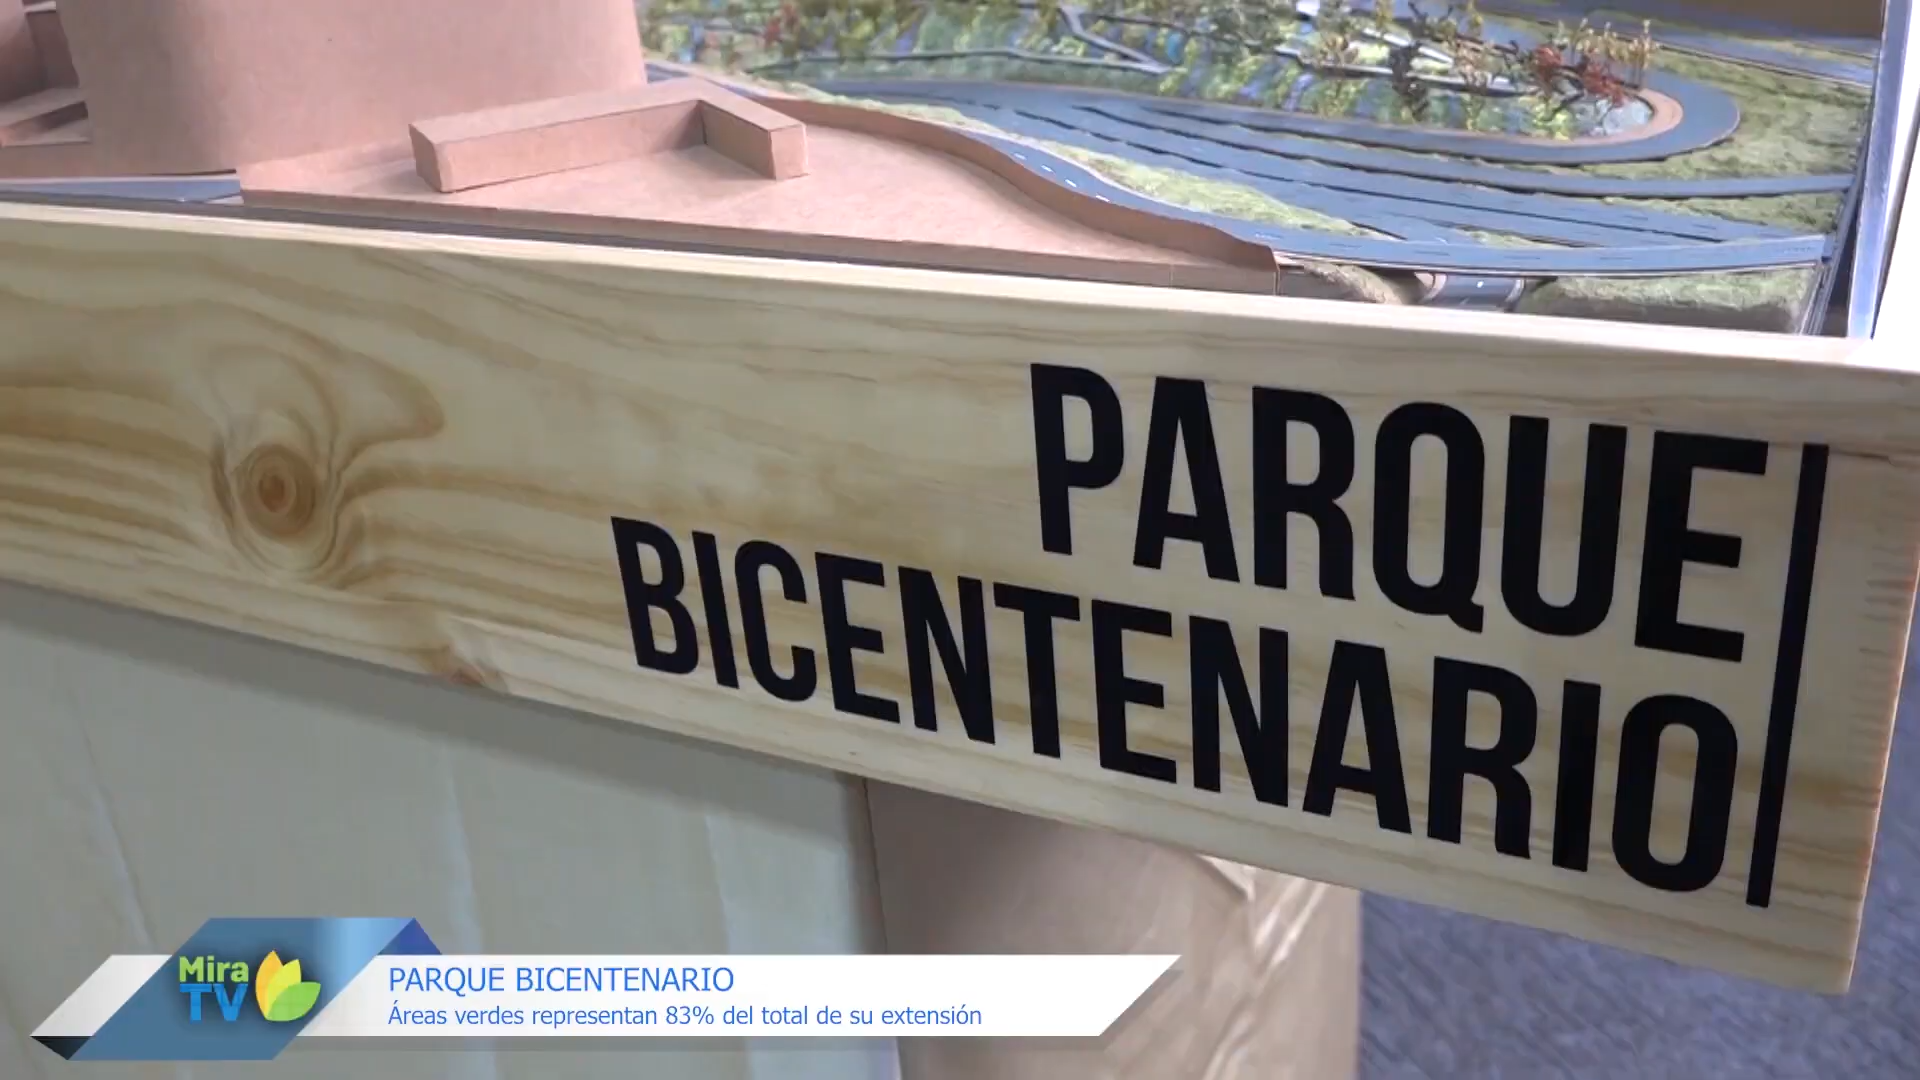 PARQUE
BICENTENARIO
Mira
TV
PARQUE BICENTENARIO
Áreas verdes representan 83% del total de su extensión